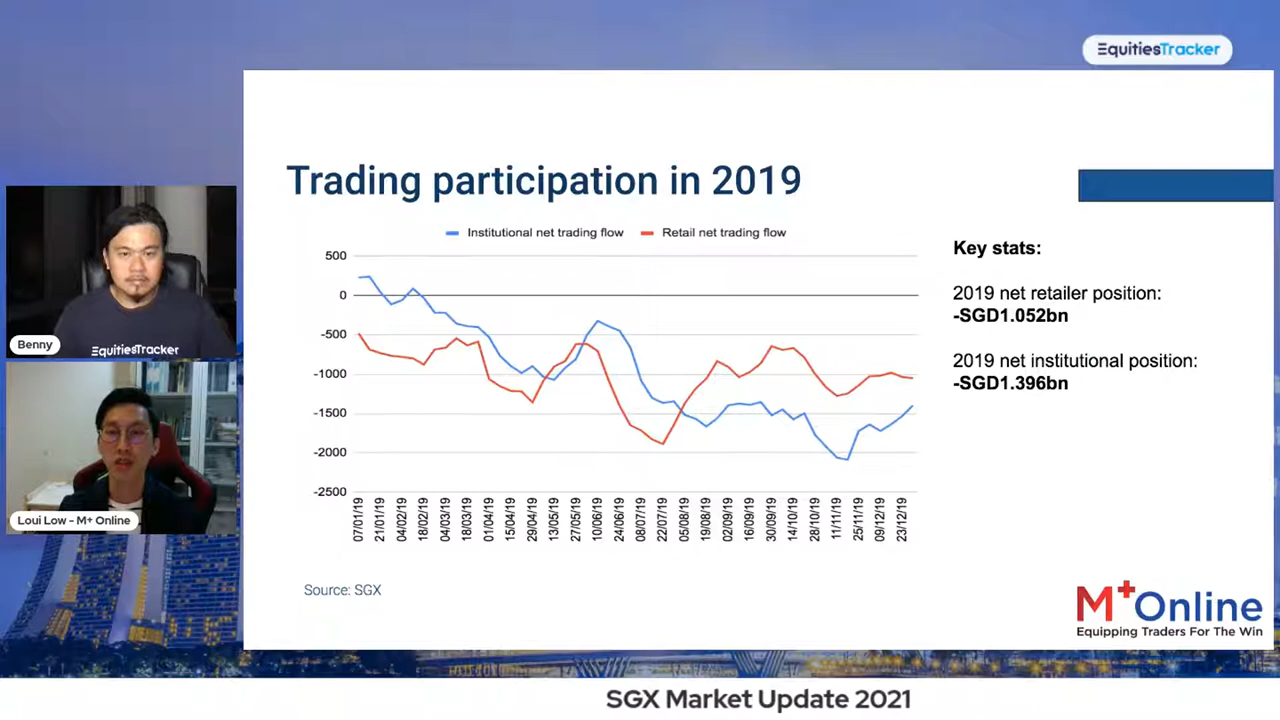 EquitiesTracker
Trading participation in 2019
Institutional net trading flow
Retail net trading flow
500
0
-500
-1000
-1500
-2000
-2500
07/01/19
21/01/19
04/02/19
18/02/19
04/03/19
18/03/19
01/04/19
15/04/19
29/04/19
13/05/19
27/05/19
10/06/19
24/06/19
08/07/19
22/07/19
05/08/19
19/08/19
02/09/19
16/09/19
30/09/19
14/10/19
28/10/19
11/11/19
25/11/19
09/12/19
23/12/19
Key stats:
2019 net retailer position:
-SGD1.052bn
2019 net institutional position:
-SGD1.396bn
Source: SGX
M+Online
Equipping Traders For The Win
Benny
EquitiesTracker
Loui Low - M+ Online
SGX Market Update 2021